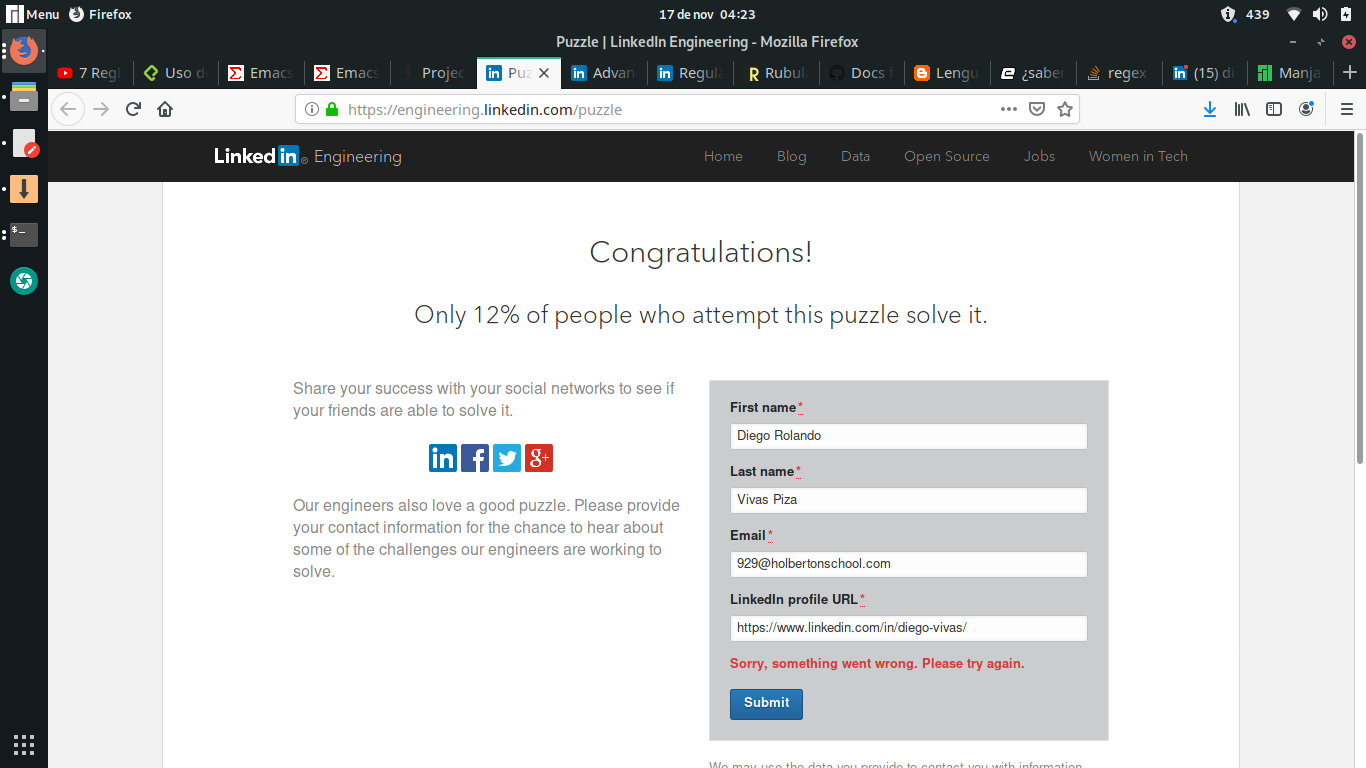 Menu Firefox 17 de nov 04:23 439
Puzzle | LinkedIn Engineering - Mozilla Firefox
7 Regl Uso d Emacs Emacs Projec Puz Advan Regula Rubul Docs f Lengu ¿saber regex (15) di Manja
https://engineering.linkedin.com/puzzle
Linked in ® Engineering Home Blog Data Open Source Jobs Women in Tech
Congratulations!
Only 12% of people who attempt this puzzle solve it.
Share your success with your social networks to see if
your friends are able to solve it.
in f g+
Our engineers also love a good puzzle. Please provide
your contact information for the chance to hear about
some of the challenges our engineers are working to
solve.
First name*
Diego Rolando
Last name*
Vivas Piza
Email*
929@holbertonschool.com
LinkedIn profile URL*
https://www.linkedin.com/in/diego-vivas/
Sorry, something went wrong. Please try again.
Submit
We may use the data you provide to contact you with information